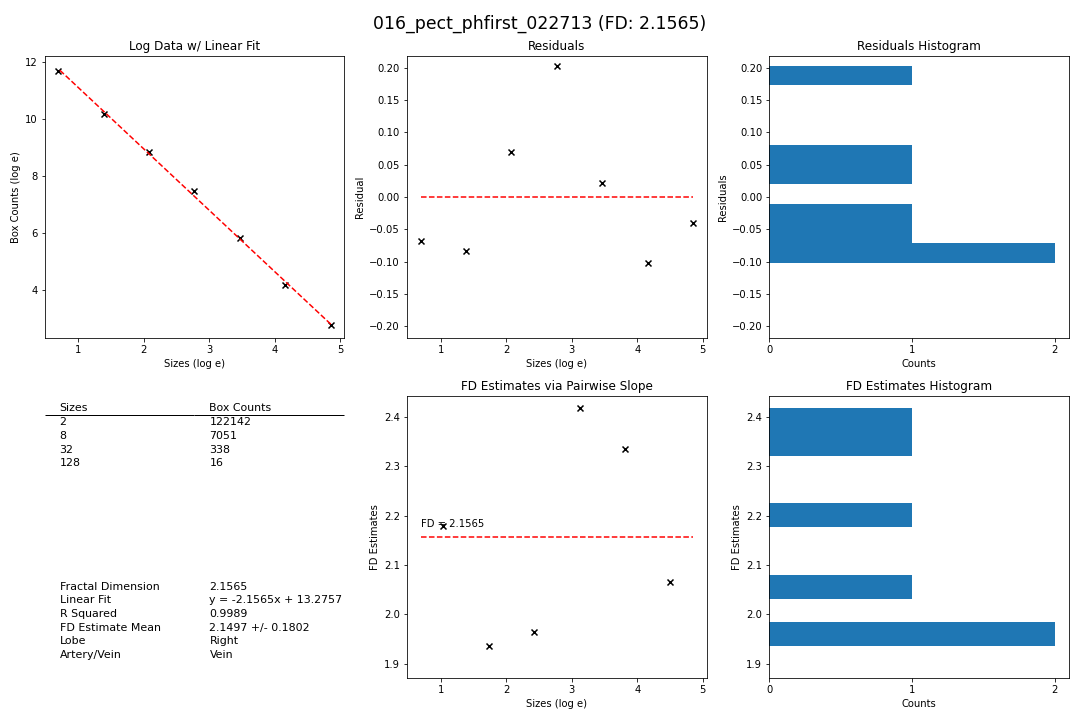 016_pect_phfirst_022713 (FD: 2.1565)
Log Data w/ Linear Fit
12
10
8
6
4
Box Counts (log e)
1 2 3 4 5
Sizes (log e)
Residuals
0.20
0.15
0.10
0.05
0.00
−0.05
−0.10
−0.15
−0.20
Residual
1 2 3 4 5
Sizes (log e)
Residuals Histogram
0.20
0.15
0.10
0.05
0.00
−0.05
−0.10
−0.15
−0.20
Residuals
0 1 2
Counts
Sizes Box Counts
2 122142
8 7051
32 338
128 16
Fractal Dimension 2.1565
Linear Fit y = -2.1565x + 13.2757
R Squared 0.9989
FD Estimate Mean 2.1497 +/- 0.1802
Lobe Right
Artery/Vein Vein
FD Estimates via Pairwise Slope
2.4
2.3
2.2
2.1
2.0
1.9
FD Estimates
FD = 2.1565
1 2 3 4 5
Sizes (log e)
FD Estimates Histogram
2.4
2.3
2.2
2.1
2.0
1.9
FD Estimates
0 1 2
Counts